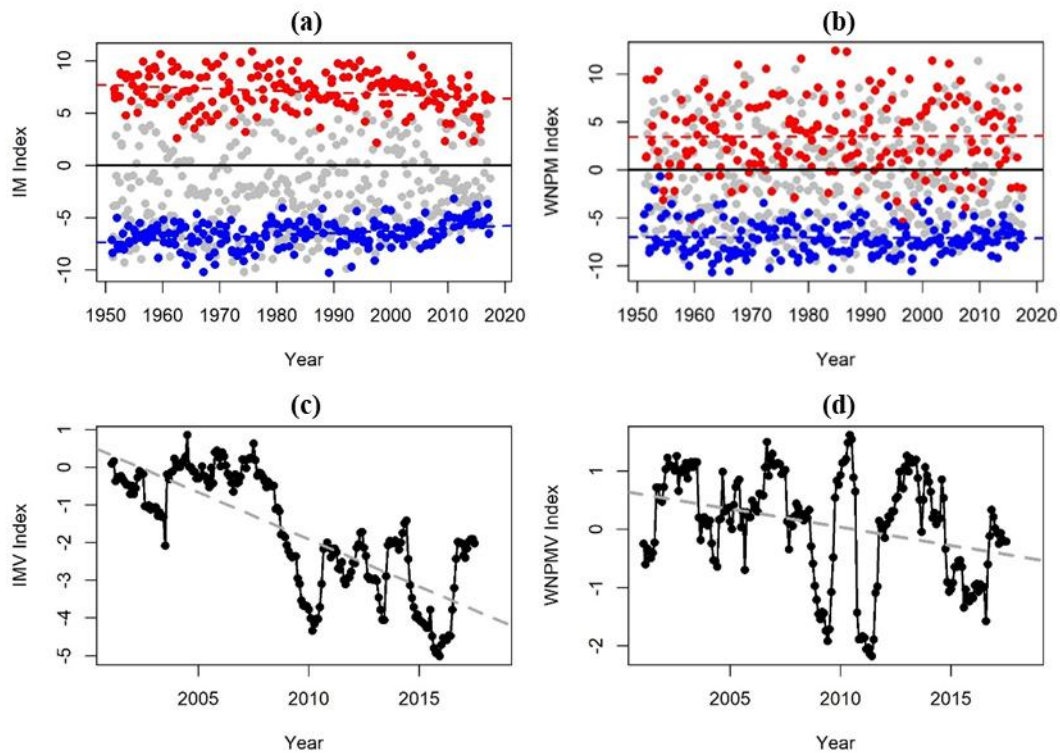 (a)
IM Index
10
5
0
-5
-10
1950 1960 1970 1980 1990 2000 2010 2020
Year
(b)
WNPM Index
10
5
0
-5
-10
1950 1960 1970 1980 1990 2000 2010 2020
Year
(c)
IMV Index
1
0
-1
-2
-3
-4
-5
2005 2010 2015
Year
(d)
WNPMV Index
1
0
-1
-2
2005 2010 2015
Year